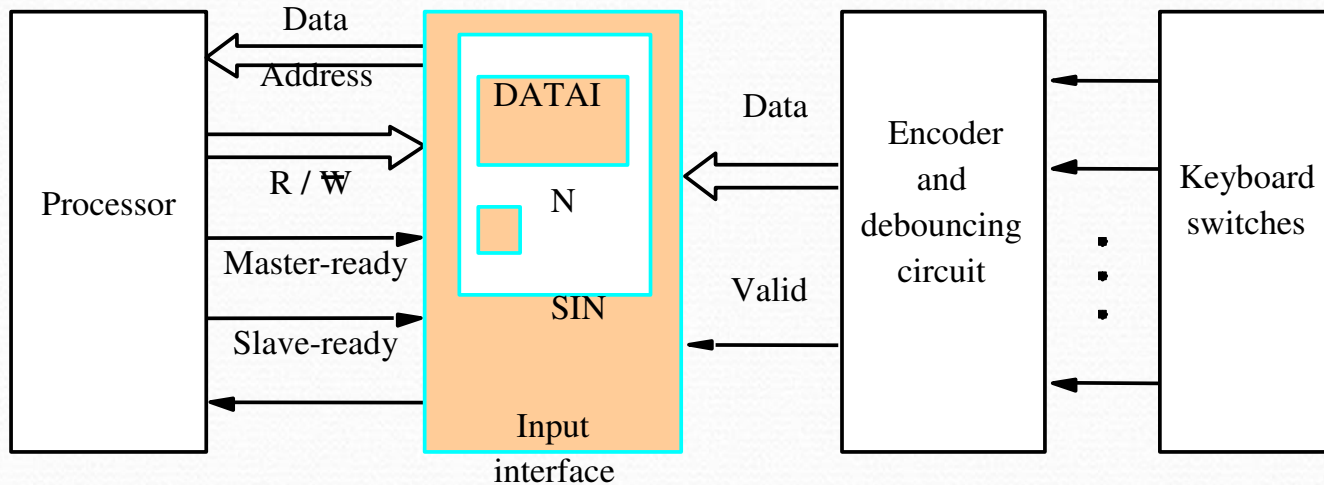 Processor
Data
Address
R / W
Master-ready
Slave-ready
DATAI
N
SIN
Input
interface
Data
Valid
Encoder
and
debouncing
circuit
Keyboard
switches